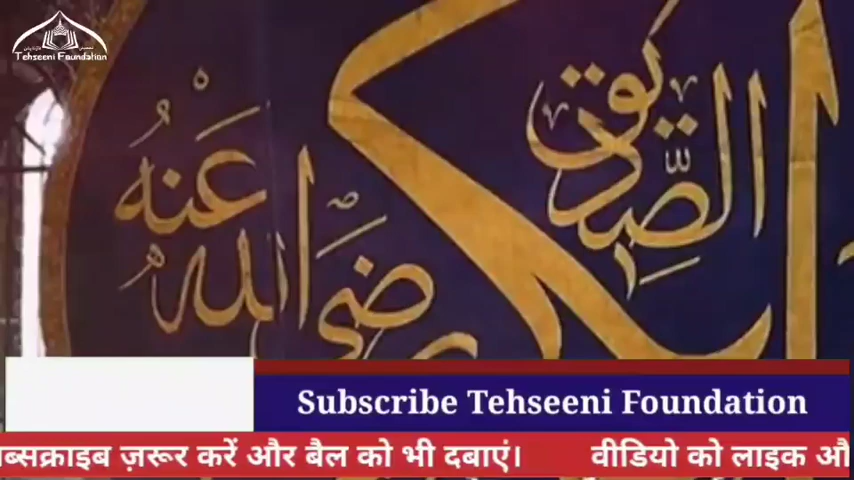 Tehseeni Foundation
الصديق
رضي الله عنه
Subscribe Tehseeni Foundation
ब्सक्राइब ज़रूर करें और बैल को भी दबाएं। वीडियो को लाइक औ